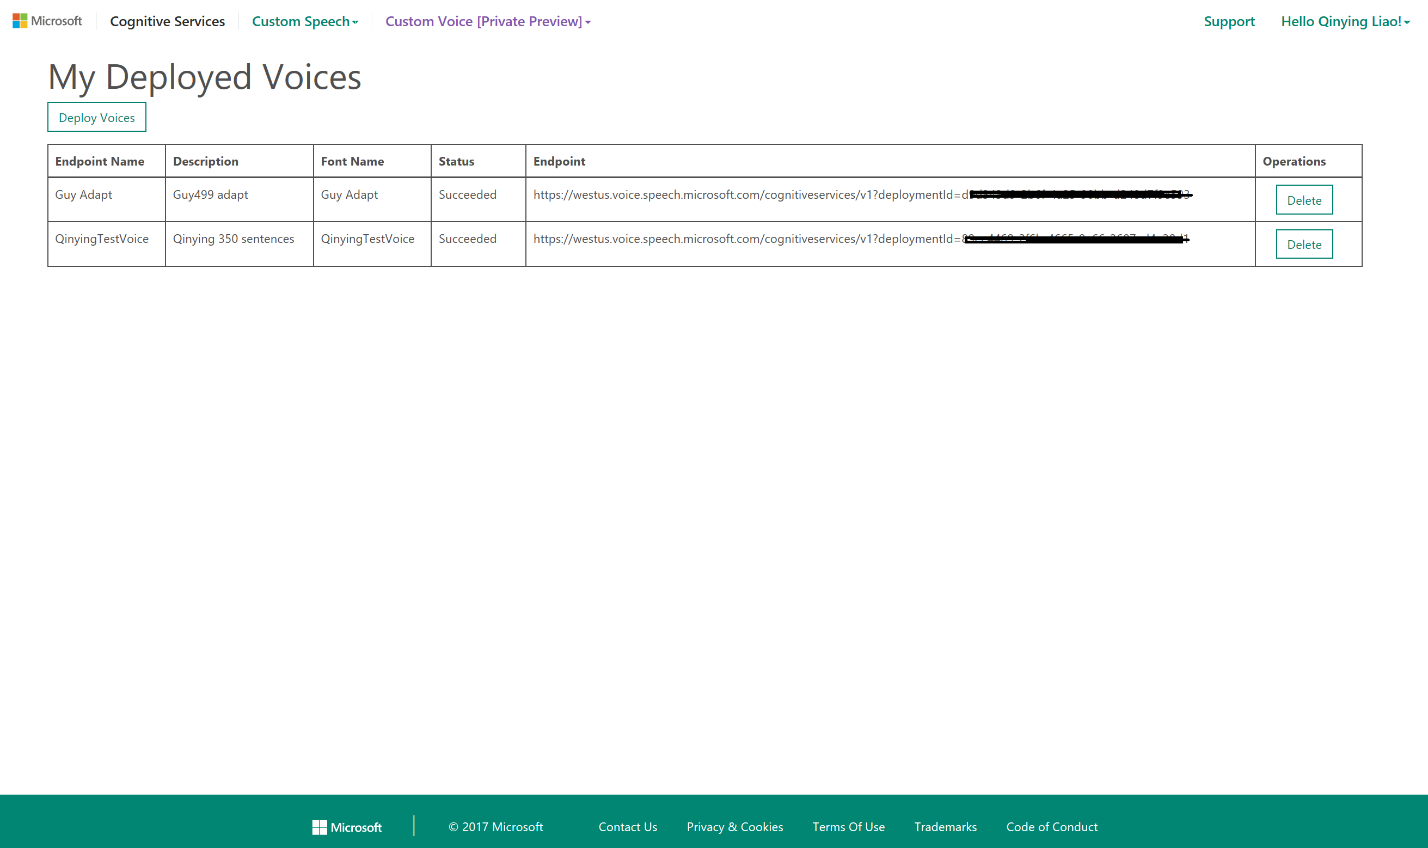 Microsoft Cognitive Services Custom Speech Custom Voice [Private Preview] Support Hello Qinying Liao!
My Deployed Voices
Deploy Voices
Endpoint Name Description Font Name Status Endpoint Operations
Guy Adapt Guy499 adapt Guy Adapt Succeeded https://westus.voice.speech.microsoft.com/cognitiveservices/v1?deploymentId= Delete
QinyingTestVoice Qinying 350 sentences QinyingTestVoice Succeeded https://westus.voice.speech.microsoft.com/cognitiveservices/v1?deploymentId= Delete
Microsoft © 2017 Microsoft Contact Us Privacy & Cookies Terms Of Use Trademarks Code of Conduct